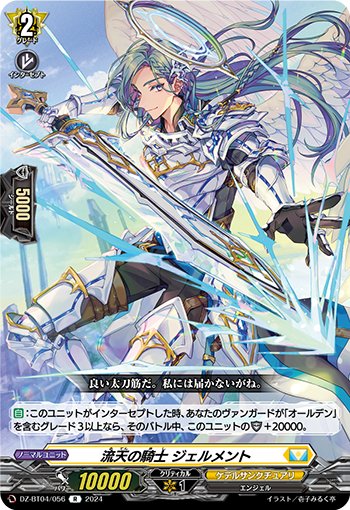 2
グレード
インターセプト
5000
シールド
良い太刀筋だ。私には届かないがね。
:このユニットがインターセプトした時、あなたのヴァンガードが「オールデン」
を含むグレード3以上なら、そのバトル中、このユニットの+20000。
ノーマルユニット
流天の騎士 ジェルメント
パワー
10000
クリティカル
1
ケテルサンクチュアリ
エンジェル
DZ-BT04/056 R 2024
イラスト/壱子みるく亭